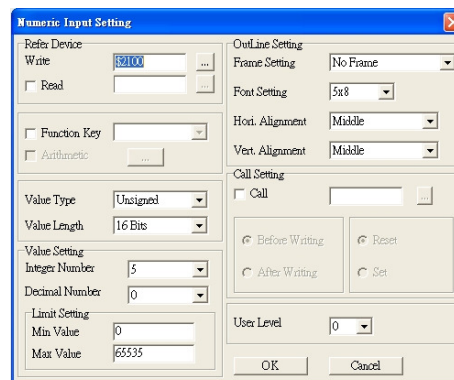 Numeric Input Setting
Refer Device
Write $2100 ...
Read ...
Function Key
Arithmetic ...
Value Type Unsigned
Value Length 16 Bits
Value Setting
Integer Number 5
Decimal Number 0
Limit Setting
Min Value 0
Max Value 65535
OutLine Setting
Frame Setting No Frame
Font Setting 5x8
Hori. Alignment Middle
Vert. Alignment Middle
Call Setting
Call ...
Before Writing Reset
After Writing Set
User Level 0
OK Cancel